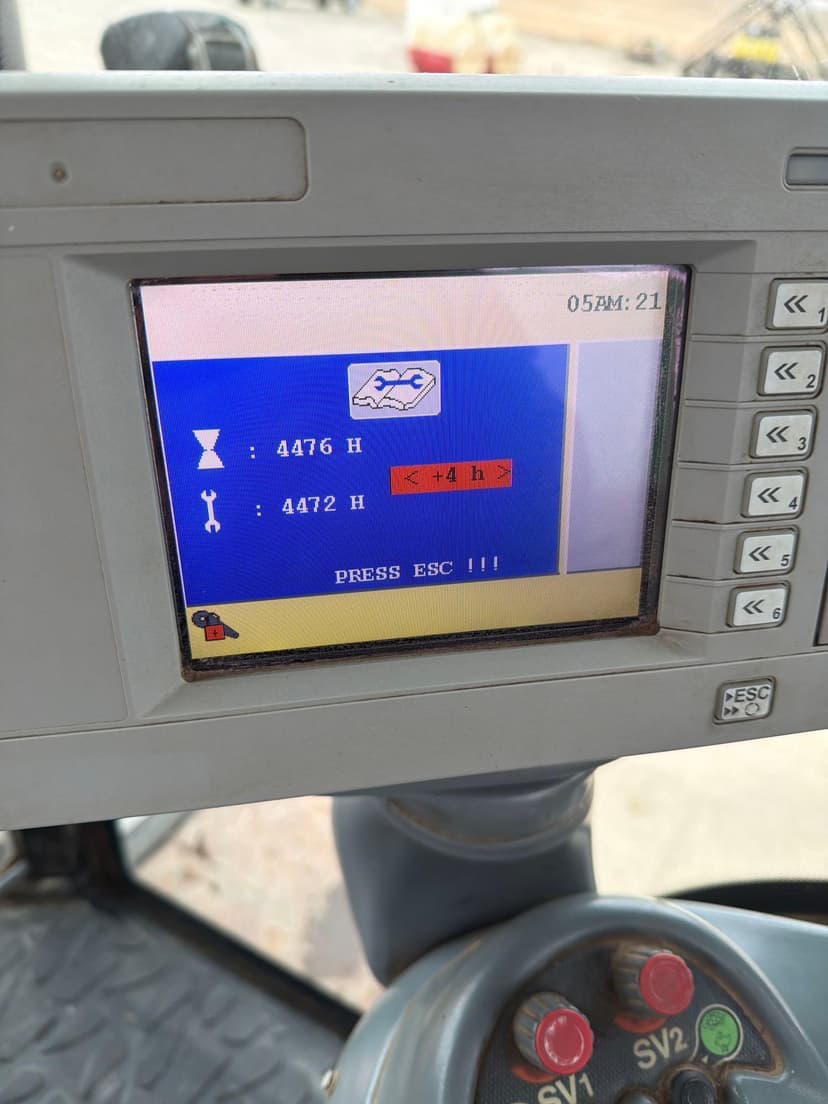 05AM:21
: 4476 H
< +4 h >
: 4472 H
PRESS ESC !!!
<< 1
<< 2
<< 3
<< 4
<< 5
<< 6
ESC
SV2
SV1